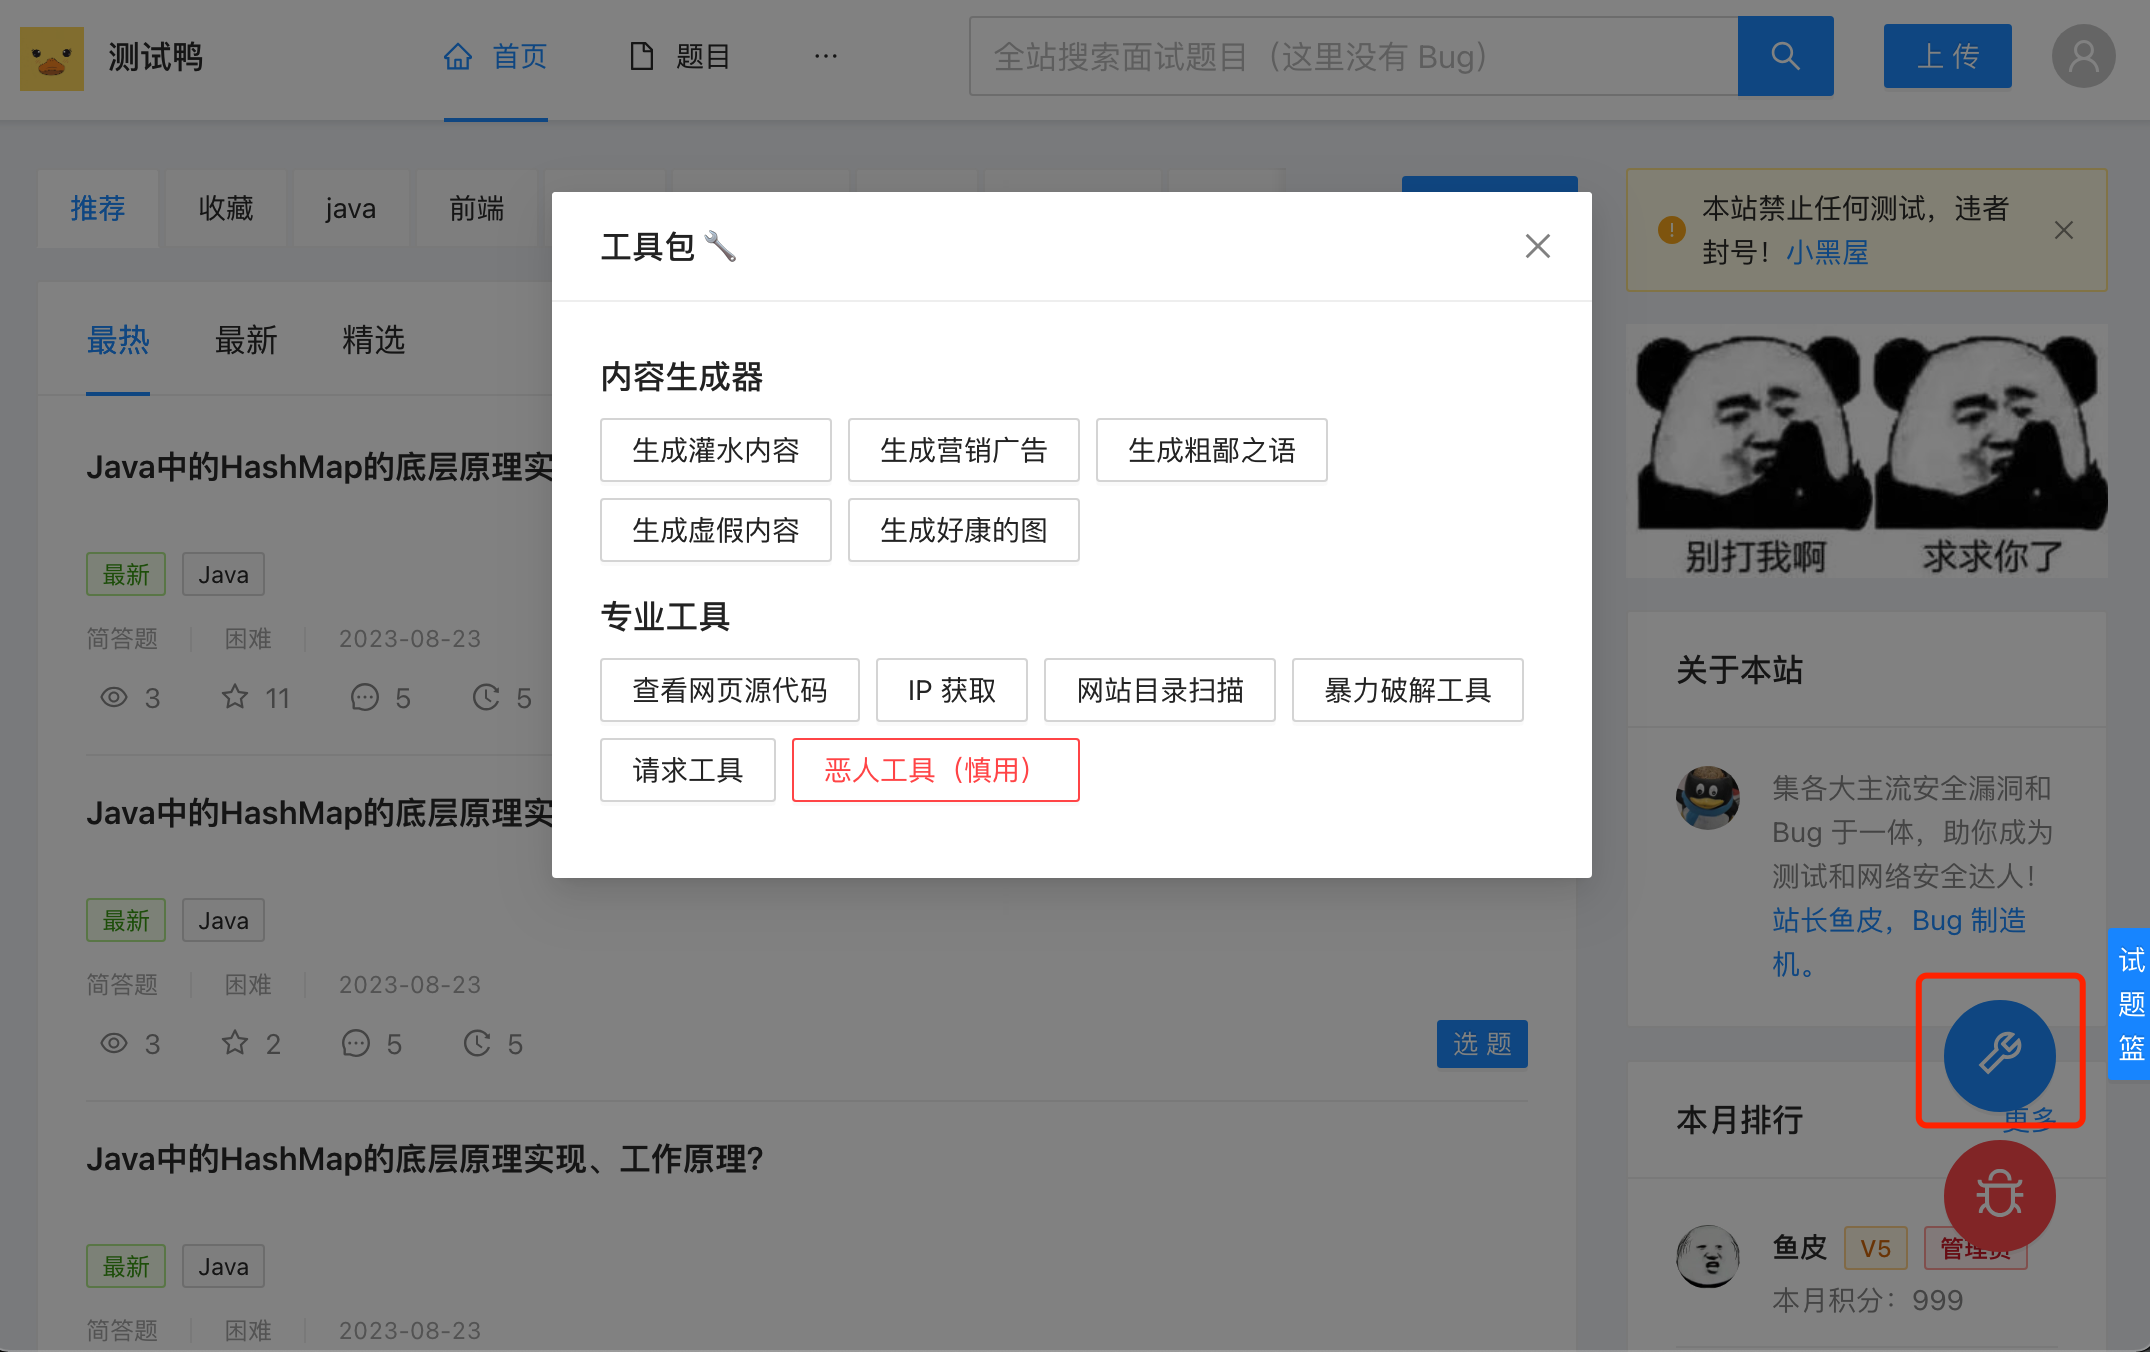 测试鸭
首页
题目
···
全站搜索面试题目（这里没有 Bug）
上 传
推荐
收藏
java
前端
本站禁止任何测试，违者
封号！小黑屋
工具包
内容生成器
生成灌水内容
生成营销广告
生成粗鄙之语
生成虚假内容
生成好康的图
专业工具
查看网页源代码
IP 获取
网站目录扫描
暴力破解工具
请求工具
恶人工具（慎用）
最热
最新
精选
Java中的HashMap的底层原理实
最新
Java
简答题
困难
2023-08-23
3
11
5
5
Java中的HashMap的底层原理实
最新
Java
简答题
困难
2023-08-23
3
2
5
5
选 题
Java中的HashMap的底层原理实现、工作原理?
最新
Java
简答题
困难
2023-08-23
别打我啊
求求你了
关于本站
集各大主流安全漏洞和
Bug 于一体，助你成为
测试和网络安全达人！
站长鱼皮，Bug 制造
机。
试
题
篮
本月排行
更多
鱼皮
V5
管理员
本月积分：999